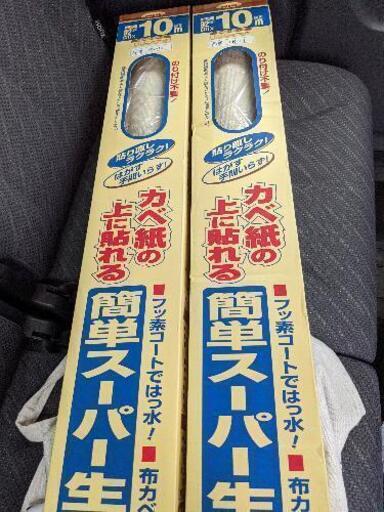 10m
のり付け不要!
貼り直し
ラクラク!
はがす
手間いらず!
カベ紙の
上に貼れる
■フッ素コートではっ水!
簡単スーパー生
■布カベ
10m
のり付け不要!
貼り直し
ラクラク!
はがす
手間いらず!
カベ紙の
上に貼れる
■フッ素コートではっ水!
簡単スーパー生
■布カベ